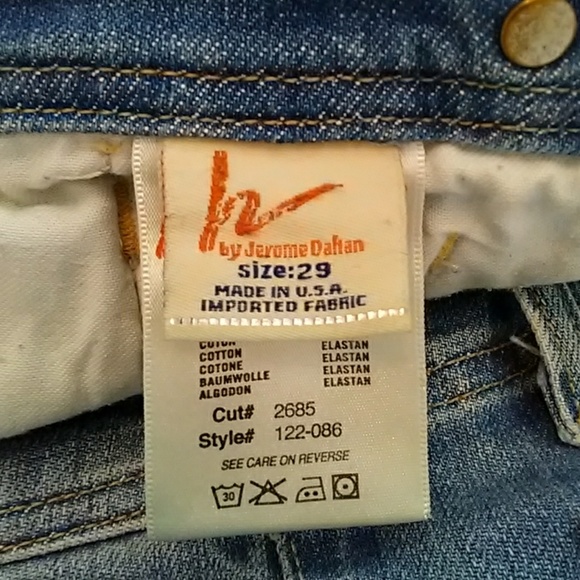 by Jerome Dahan
size:29
MADE IN U.S.A.
IMPORTED FABRIC
COTTON ELASTAN
COTONE ELASTAN
BAUMWOLLE ELASTAN
ALGODON ELASTAN
Cut# 2685
Style# 122-086
SEE CARE ON REVERSE
30